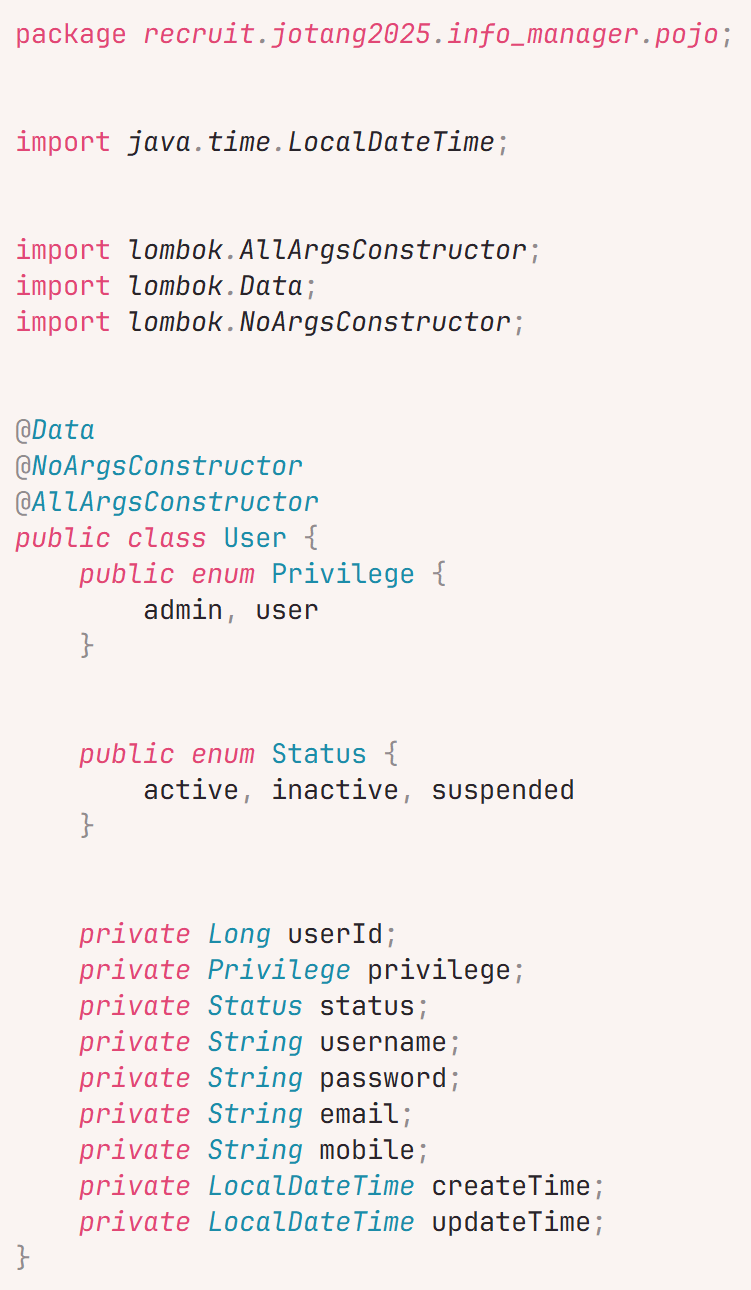 package recruit.jotang2025.info_manager.pojo;
import java.time.LocalDateTime;
import lombok.AllArgsConstructor;
import lombok.Data;
import lombok.NoArgsConstructor;
@Data
@NoArgsConstructor
@AllArgsConstructor
public class User {
    public enum Privilege {
        admin, user
    }
    public enum Status {
        active, inactive, suspended
    }
    private Long userId;
    private Privilege privilege;
    private Status status;
    private String username;
    private String password;
    private String email;
    private String mobile;
    private LocalDateTime createTime;
    private LocalDateTime updateTime;
}